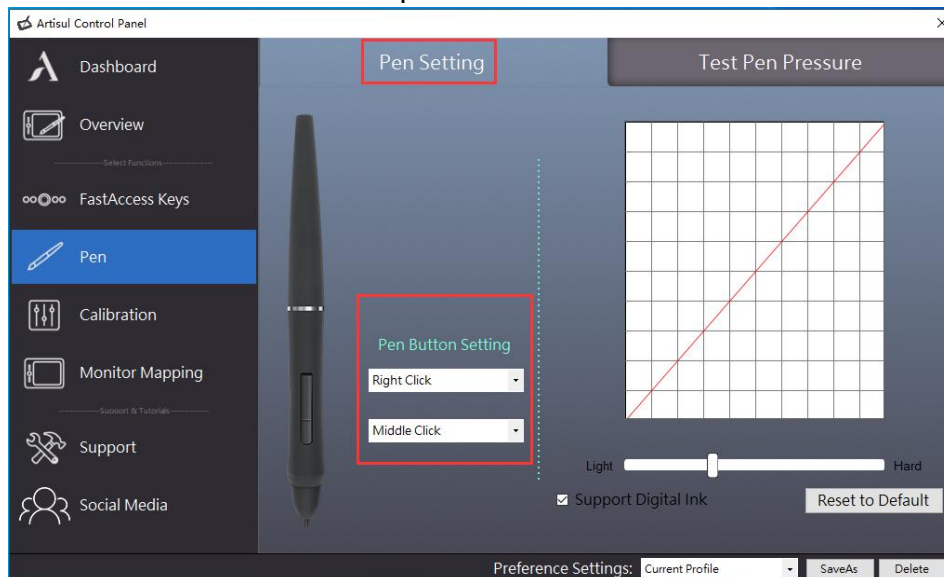 Artisul Control Panel
Dashboard
Overview
Select Functions
FastAccess Keys
Pen
Calibration
Monitor Mapping
Support & Tutorials
Support
Social Media
Pen Setting
Test Pen Pressure
Pen Button Setting
Right Click
Middle Click
Light
Hard
Support Digital Ink
Reset to Default
Preference Settings: Current Profile SaveAs Delete